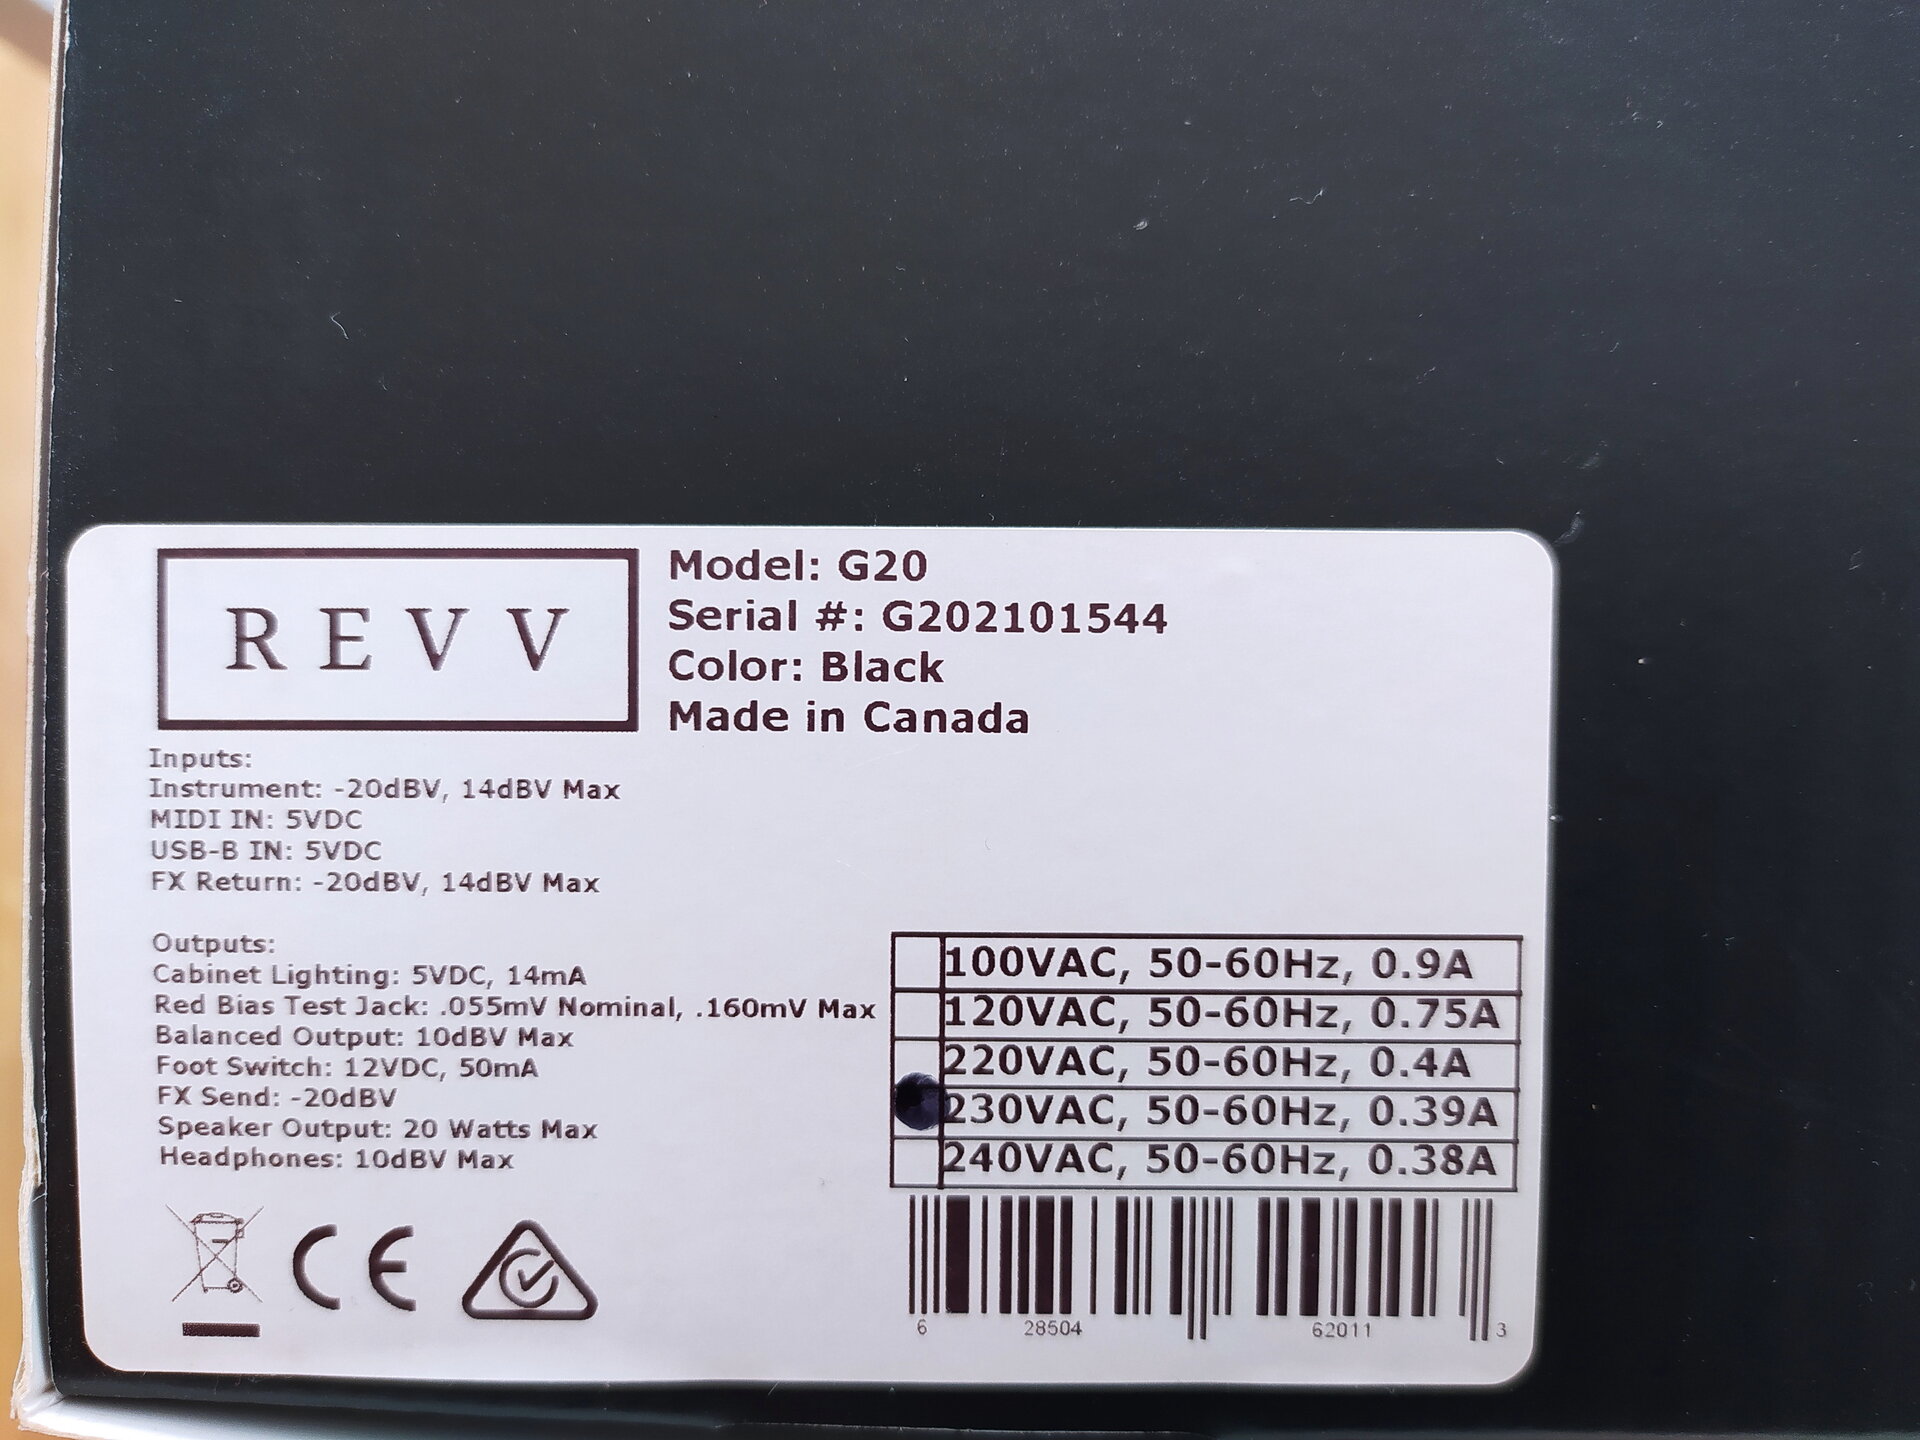 REVV
Model: G20
Serial #: G202101544
Color: Black
Made in Canada
Inputs:
Instrument: -20dBV, 14dBV Max
MIDI IN: 5VDC
USB-B IN: 5VDC
FX Return: -20dBV, 14dBV Max
Outputs:
Cabinet Lighting: 5VDC, 14mA
Red Bias Test Jack: .055mV Nominal, .160mV Max
Balanced Output: 10dBV Max
Foot Switch: 12VDC, 50mA
FX Send: -20dBV
Speaker Output: 20 Watts Max
Headphones: 10dBV Max
100VAC, 50-60Hz, 0.9A
120VAC, 50-60Hz, 0.75A
220VAC, 50-60Hz, 0.4A
230VAC, 50-60Hz, 0.39A
240VAC, 50-60Hz, 0.38A
CE
6 28504 62011 3